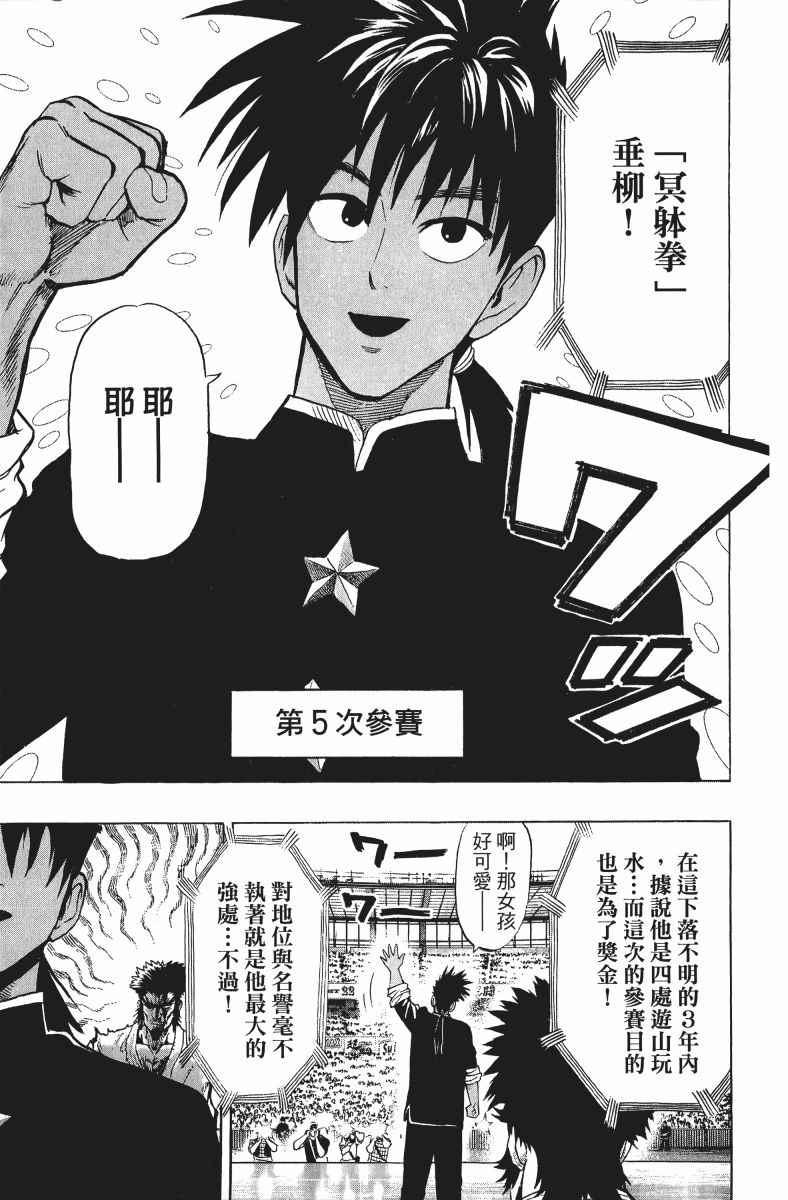 「冥躰拳」
垂柳！
ワアッ
耶——
耶——
第5次參賽
在這下落不明的3年內
，據說他是四處遊山玩
水…而這次的參賽目的
也是為了獎金！
啊！那女孩
好可愛——
ワー
ワー
對地位與名譽毫不
執著就是他最大的
強處…不過！